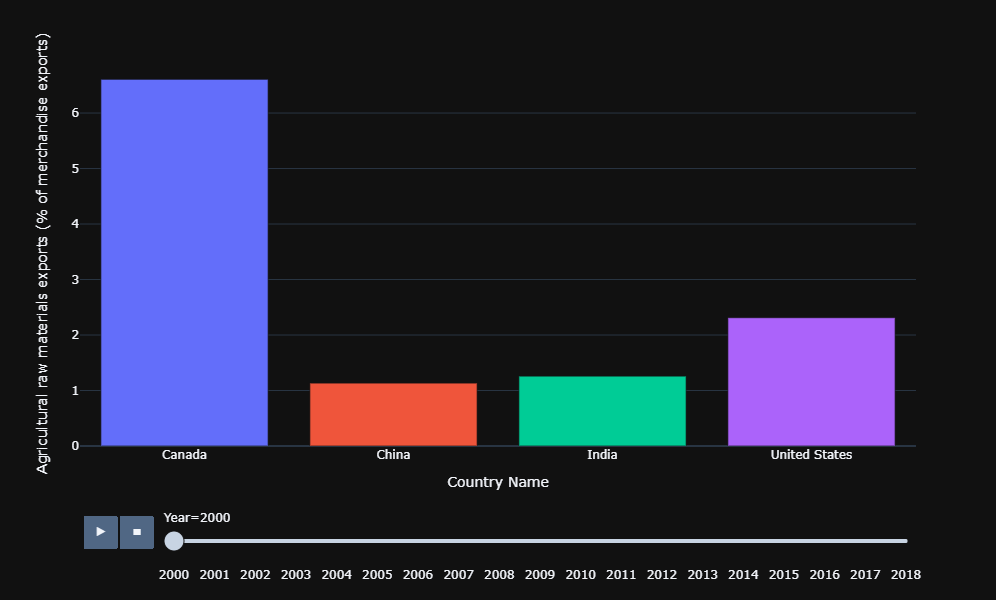 Agricultural raw materials exports (% of merchandise exports)
6
5
4
3
2
1
0
Canada China India United States
Country Name
Year=2000
2000 2001 2002 2003 2004 2005 2006 2007 2008 2009 2010 2011 2012 2013 2014 2015 2016 2017 2018